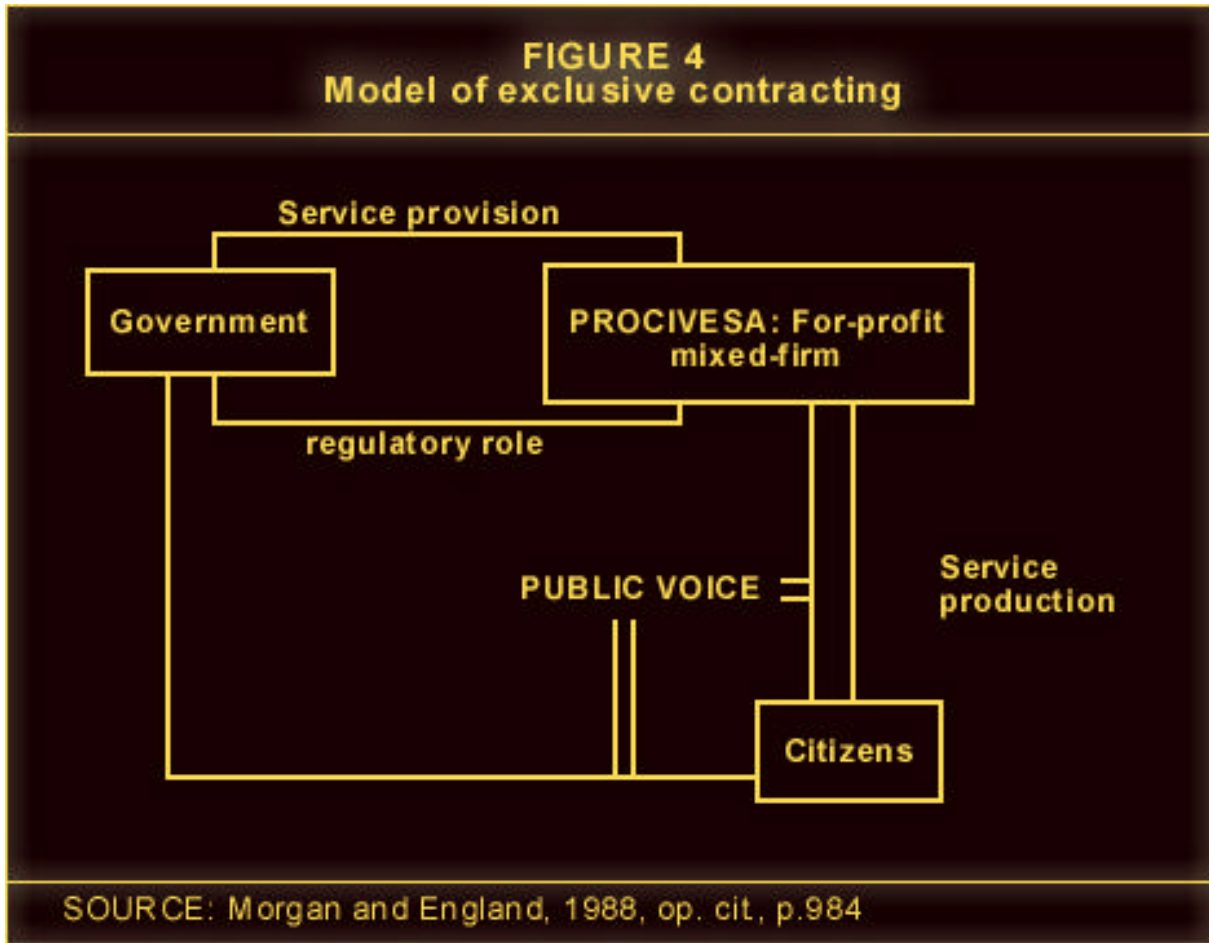 FIGURE 4
Model of exclusive contracting
Service provision
Government
PROCIVESA: For-profit
mixed-firm
regulatory role
PUBLIC VOICE
Service
production
Citizens
SOURCE: Morgan and England, 1988, op. cit., p.984